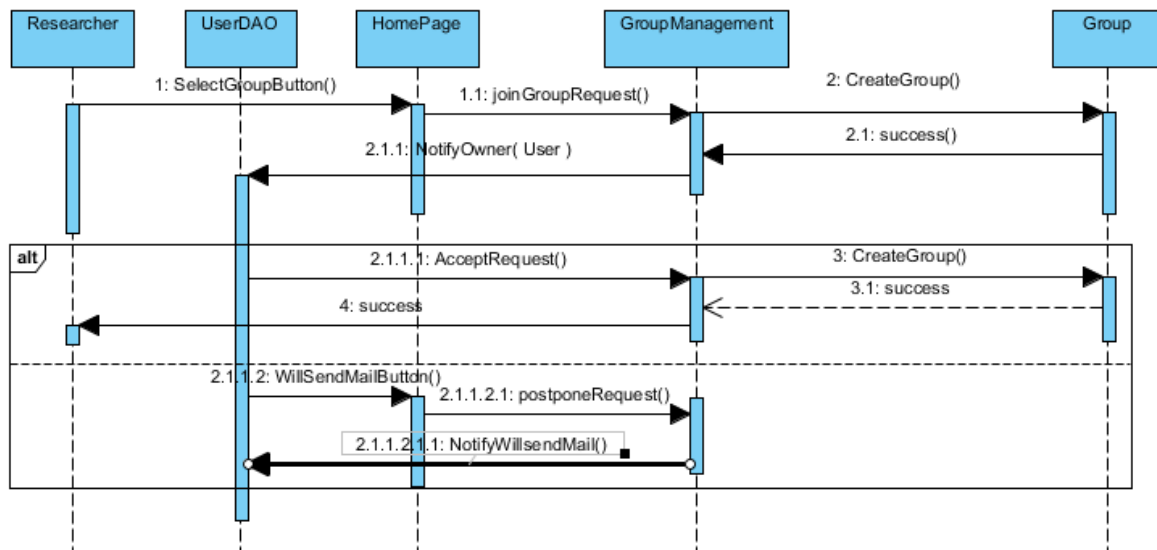 Researcher
UserDAO
HomePage
GroupManagement
Group
1: SelectGroupButton()
1.1: joinGroupRequest()
2: CreateGroup()
2.1: success()
2.1.1: NotifyOwner( User )
alt
2.1.1.1: AcceptRequest()
3: CreateGroup()
3.1: success
4: success
2.1.1.2: WillSendMailButton()
2.1.1.2.1: postponeRequest()
2.1.1.2.1.1: NotifyWillsendMail()